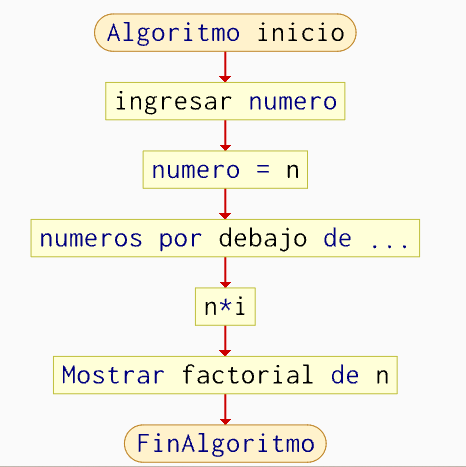 Algoritmo inicio
ingresar numero
numero = n
numeros por debajo de ...
n*i
Mostrar factorial de n
FinAlgoritmo